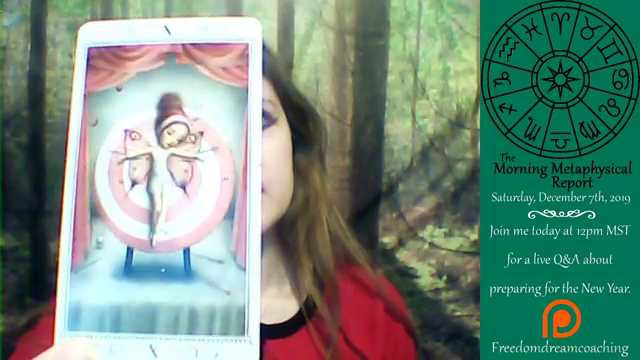 The
Morning Metaphysical
Report
Saturday, December 7th, 2019
Join me today at 12pm MST
for a live Q&A about
preparing for the New Year.
Freedomdreamcoaching